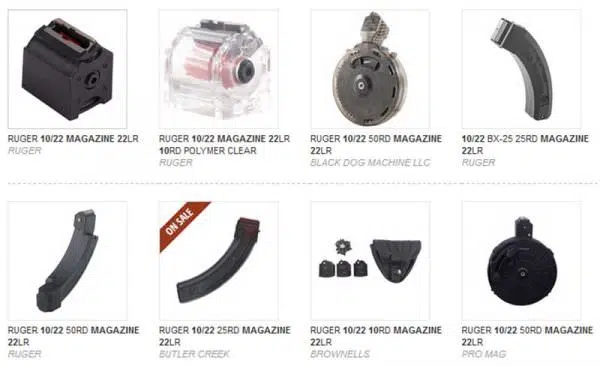 RUGER 10/22 MAGAZINE 22LR
RUGER
RUGER 10/22 MAGAZINE 22LR
10RD POLYMER CLEAR
RUGER
RUGER 10/22 50RD MAGAZINE
22LR
BLACK DOG MACHINE LLC
10/22 BX-25 25RD MAGAZINE
22LR
RUGER
RUGER 10/22 50RD MAGAZINE
22LR
RUGER
ON SALE
RUGER 10/22 25RD MAGAZINE
22LR
BUTLER CREEK
RUGER 10/22 10RD MAGAZINE
22LR
BROWNELLS
RUGER 10/22 50RD MAGAZINE
22LR
PRO MAG